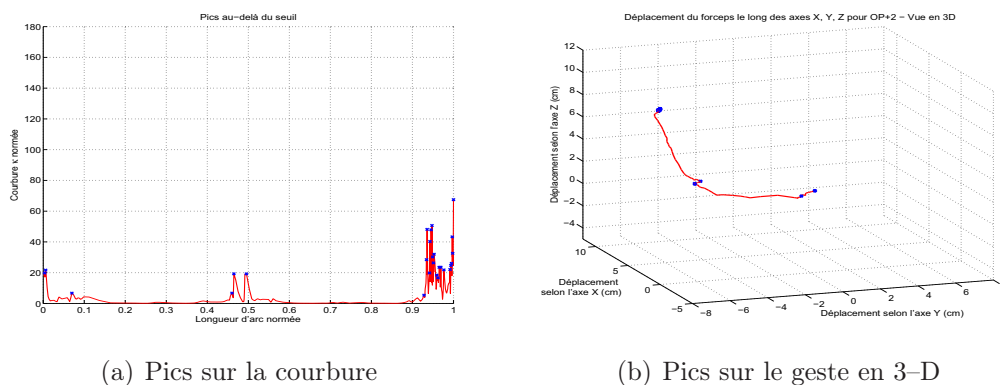 Pics au-delà du seuil
180
160
140
120
100
80
60
40
20
0
Courbure κ normée
0 0.1 0.2 0.3 0.4 0.5 0.6 0.7 0.8 0.9 1
Longueur d'arc normée
(a) Pics sur la courbure
Déplacement du forceps le long des axes X, Y, Z pour OP+2 − Vue en 3D
12
10
8
6
4
2
0
−2
−4
Déplacement selon l'axe Z (cm)
10
5
0
−5
Déplacement
selon l'axe X (cm)
−8 −6 −4 −2 0 2 4 6
Déplacement selon l'axe Y (cm)
(b) Pics sur le geste en 3–D